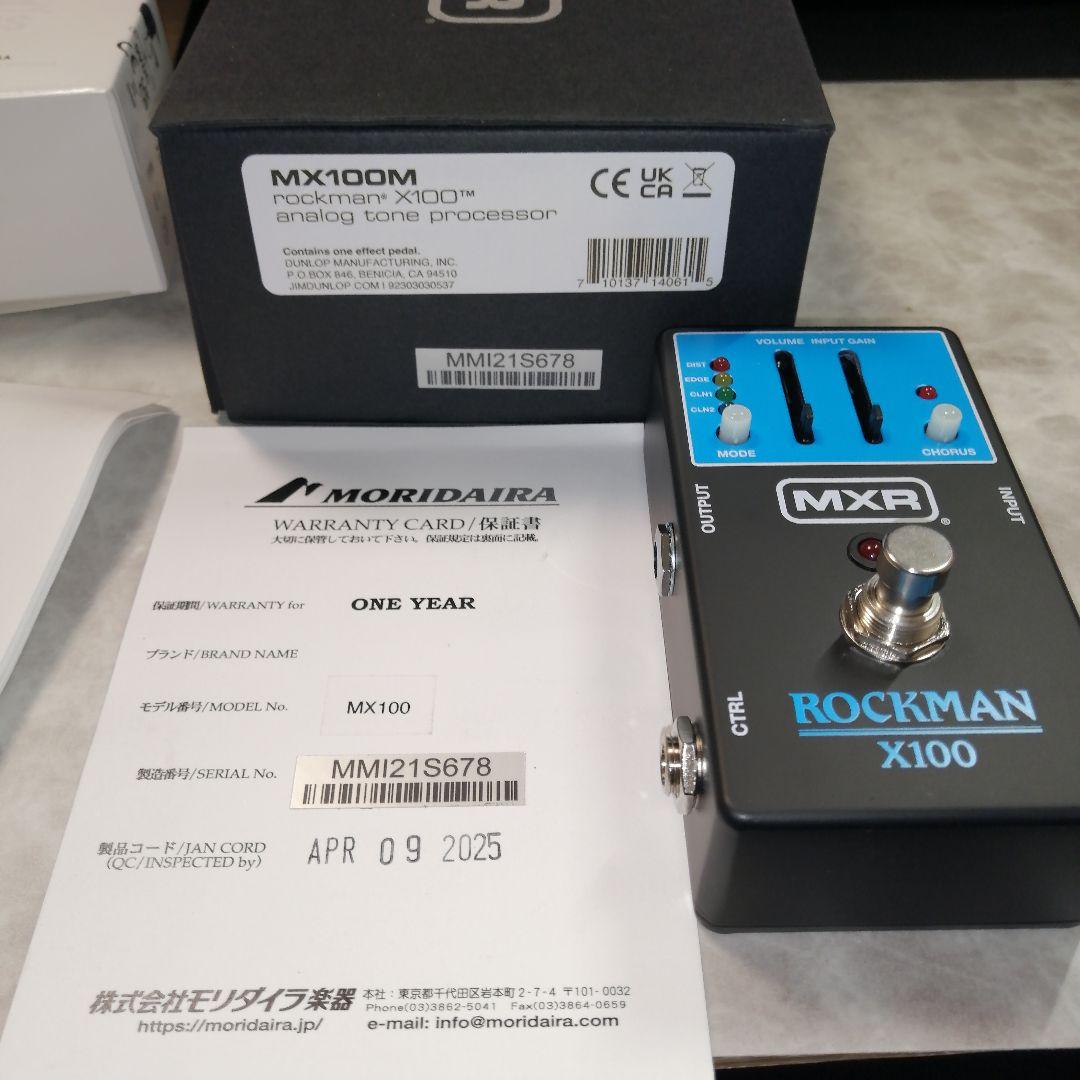 MX100M
rockman® X100™
analog tone processor
Contains one effect pedal.
DUNLOP MANUFACTURING, INC.
P.O.BOX 846, BENICIA, CA 94510
JIMDUNLOP.COM | 92303030537
CE UK CA
7 10137 14061 5
MMI21S678
MORIDAIRA
WARRANTY CARD/保証書
大切に保管しておいて下さい。保証規定は裏面に記載。
保証期間/WARRANTY for ONE YEAR
ブランド/BRAND NAME
モデル番号/MODEL No. MX100
製造番号/SERIAL No. MMI21S678
製品コード/JAN CORD
(QC/INSPECTED by) APR 09 2025
株式会社モリダイラ楽器
本社：東京都千代田区岩本町2-7-4 〒101-0032
Phone(03)3862-5041 Fax(03)3864-0659
https://moridaira.jp/ e-mail: info@moridaira.com
VOLUME INPUT GAIN
DIST
EDGE
CLN1
CLN2
MODE
CHORUS
MXR®
OUTPUT
INPUT
CTRL
ROCKMAN
X100